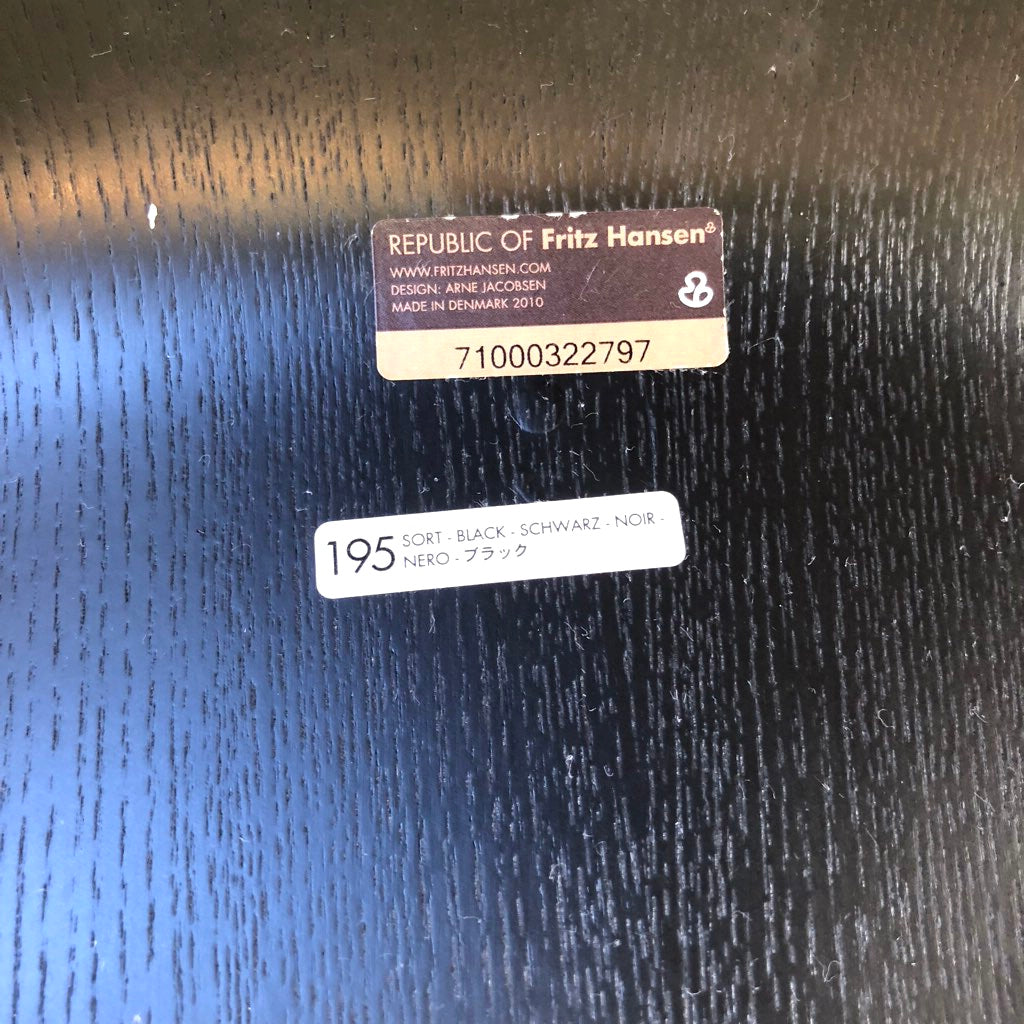 REPUBLIC OF Fritz Hansen
WWW.FRITZHANSEN.COM
DESIGN: ARNE JACOBSEN
MADE IN DENMARK 2010
71000322797
195 SORT - BLACK - SCHWARZ - NOIR -
NERO - ブラック